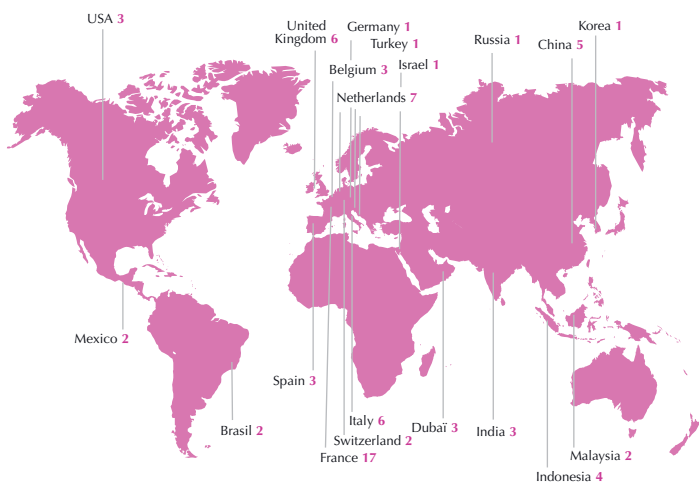 USA 3
United
Kingdom 6
Germany 1
Turkey 1
Israel 1
Belgium 3
Netherlands 7
Russia 1
Korea 1
China 5
Mexico 2
Brasil 2
Spain 3
Italy 6
Switzerland 2
France 17
Dubaï 3
India 3
Malaysia 2
Indonesia 4